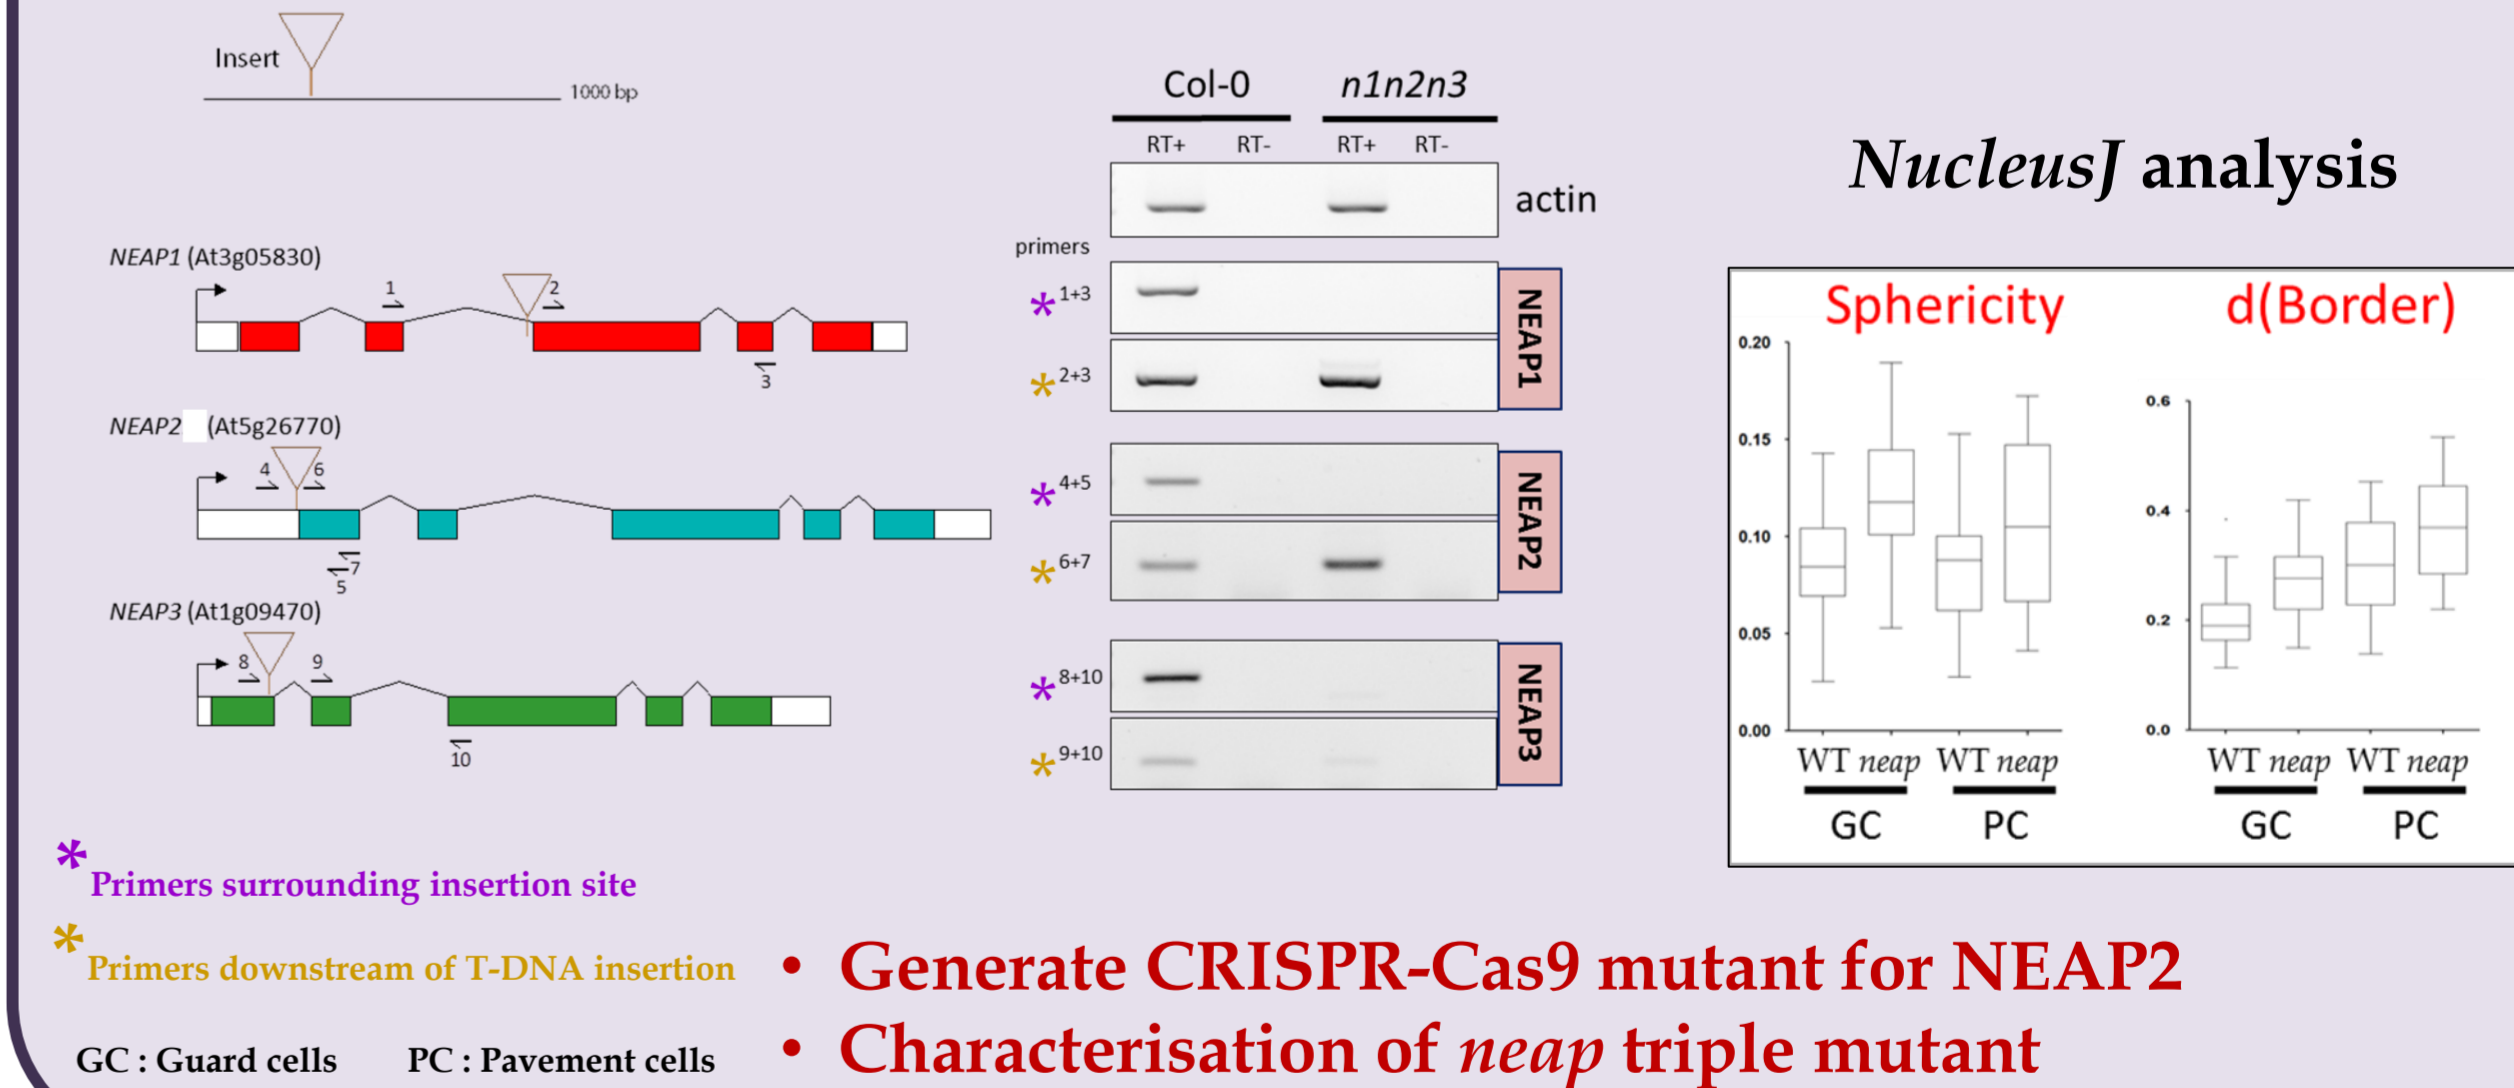 Insert
1000 bp
NEAP1 (At3g05830)
1
2
3
NEAP2 (At5g26770)
4
6
7
5
NEAP3 (At1g09470)
8
9
10
Col-0 n1n2n3
RT+ RT- RT+ RT-
actin
primers
* 1+3
* 2+3
NEAP1
* 4+5
* 6+7
NEAP2
* 8+10
* 9+10
NEAP3
NucleusJ analysis
Sphericity
0.20
0.15
0.10
0.05
0.00
WT neap WT neap
GC PC
d(Border)
0.6
0.4
0.2
0.0
WT neap WT neap
GC PC
* Primers surrounding insertion site
* Primers downstream of T-DNA insertion
GC : Guard cells PC : Pavement cells
• Generate CRISPR-Cas9 mutant for NEAP2
• Characterisation of neap triple mutant